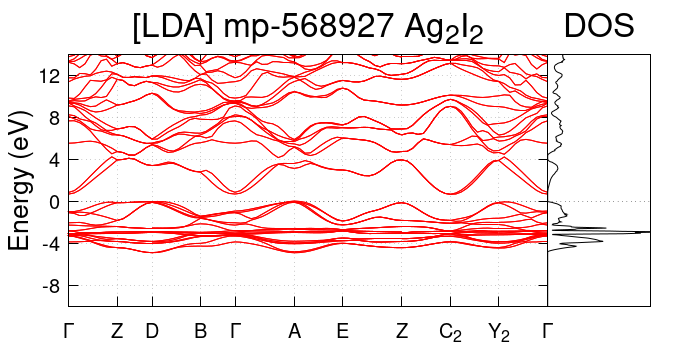 [LDA] mp-568927 Ag₂I₂
DOS
Energy (eV)
12
8
4
0
-4
-8
Γ Z D B Γ A E Z C₂ Y₂ Γ